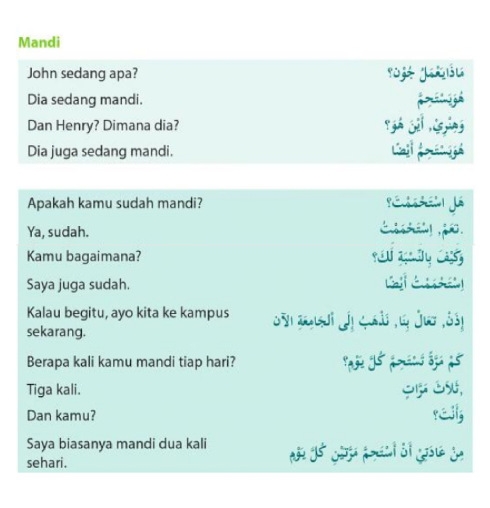 Mandi
John sedang apa?
مَاذَا يَعْمَلُ جُوْن؟
Dia sedang mandi.
هُوَيَسْتَحِمُّ
Dan Henry? Dimana dia?
وَهِنْرِيْ, أَيْنَ هُوَ؟
Dia juga sedang mandi.
هُوَيَسْتَحِمُّ أَيْضًا
Apakah kamu sudah mandi?
هَلِ اسْتَحْمَمْتَ؟
Ya, sudah.
نَعَمْ, اِسْتَحْمَمْتُ.
Kamu bagaimana?
وَكَيْفَ بِالنِّسْبَةِ لَكَ؟
Saya juga sudah.
اِسْتَحْمَمْتُ أَيْضًا
Kalau begitu, ayo kita ke kampus
sekarang.
إِذَنْ, تَعَالْ بِنَا, نَذْهَبُ إِلَى الْجَامِعَةِ الآن
Berapa kali kamu mandi tiap hari?
كَمْ مَرَّةً تَسْتَحِمُّ كُلَّ يَوْمٍ؟
Tiga kali.
ثَلَاثَ مَرَّاتٍ,
Dan kamu?
وَأَنْتَ؟
Saya biasanya mandi dua kali
sehari.
مِنْ عَادَتِيْ أَنْ أَسْتَحِمَّ مَرَّتَيْنِ كُلَّ يَوْمٍ